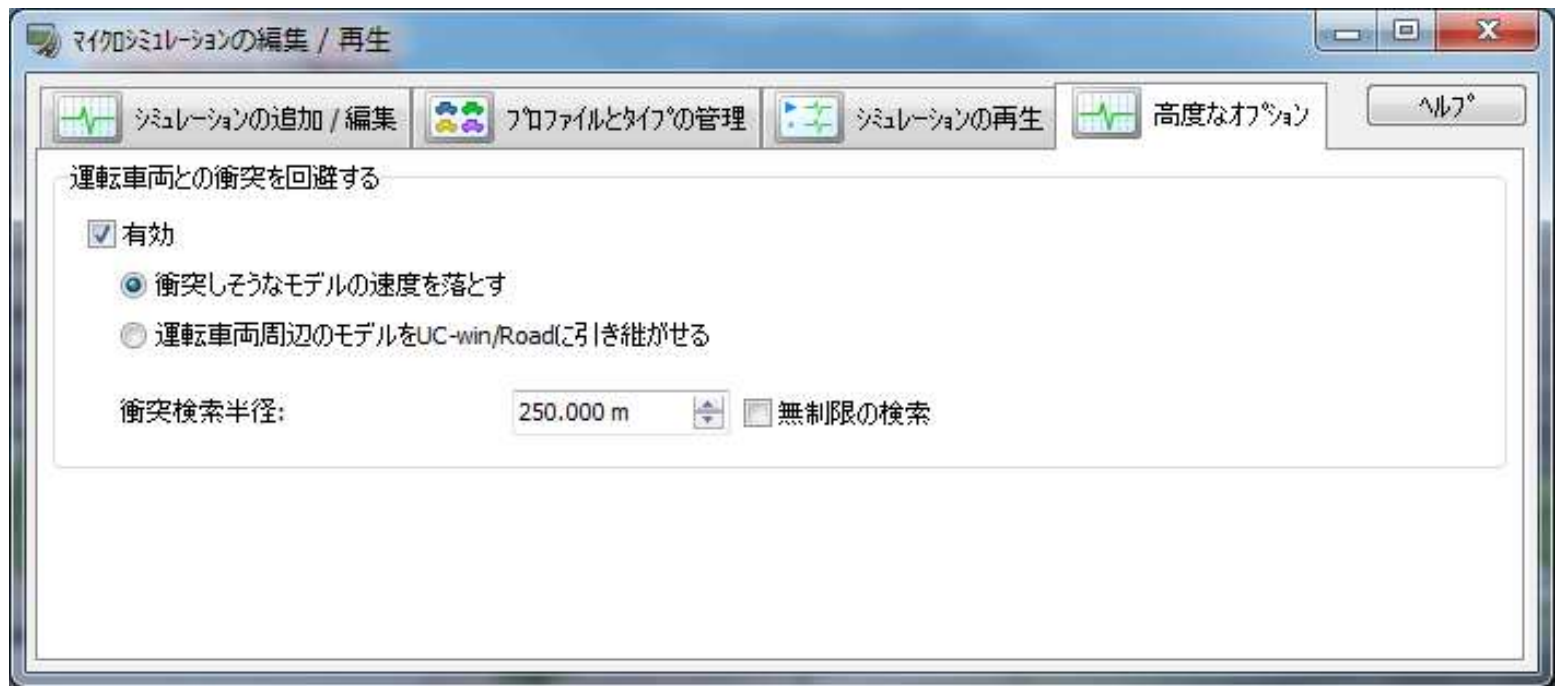 ﾏｲｸﾛｼﾐｭﾚｰｼｮﾝの編集 / 再生
ｼﾐｭﾚｰｼｮﾝの追加 / 編集 ﾌﾟﾛﾌｧｲﾙとﾀｲﾌﾟの管理 ｼﾐｭﾚｰｼｮﾝの再生 高度なｵﾌﾟｼｮﾝ ﾍﾙﾌﾟ
運転車両との衝突を回避する
有効
衝突しそうなモデルの速度を落とす
運転車両周辺のモデルをUC-win/Roadに引き継がせる
衝突検索半径: 250.000 m 無制限の検索